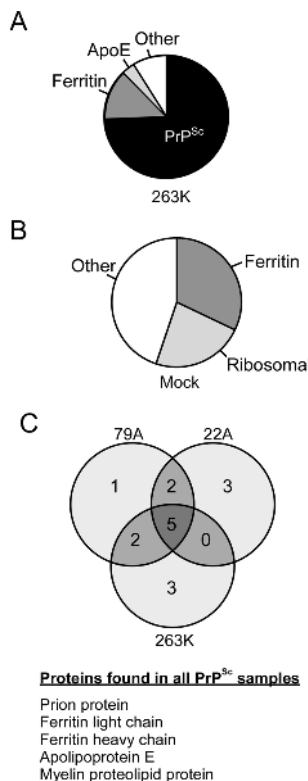 A
Other
ApoE
Ferritin
PrPSc
263K
B
Other
Ferritin
Ribosoma
Mock
C
79A
22A
1
2
3
5
2
0
3
263K
Proteins found in all PrPSc samples
Prion protein
Ferritin light chain
Ferritin heavy chain
Apolipoprotein E
Myelin proteolipid protein